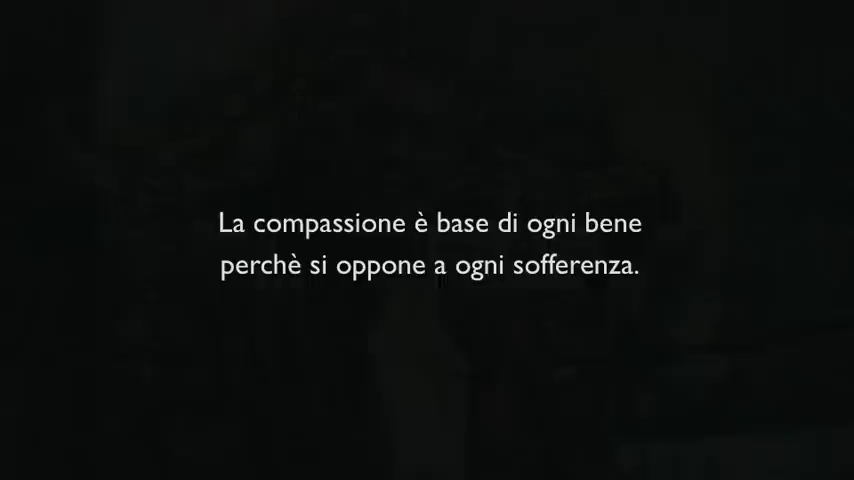 La compassione è base di ogni bene
perchè si oppone a ogni sofferenza.